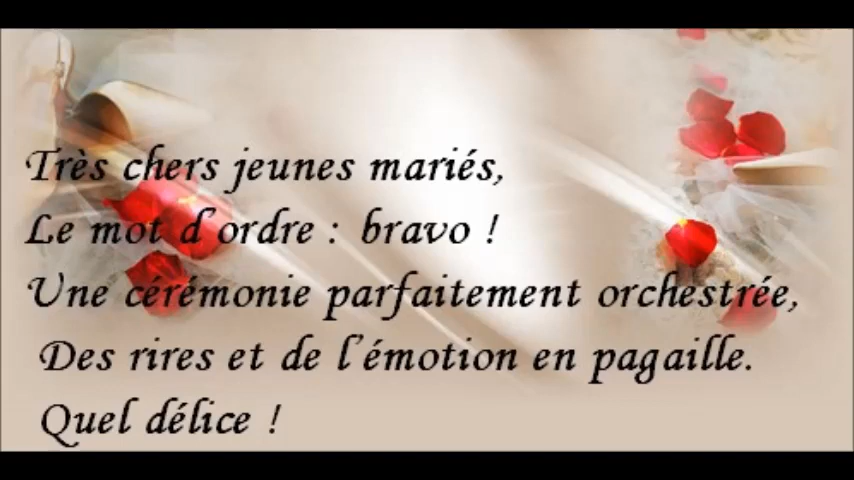 Très chers jeunes mariés,
Le mot d'ordre : bravo !
Une cérémonie parfaitement orchestrée,
Des rires et de l'émotion en pagaille.
Quel délice !